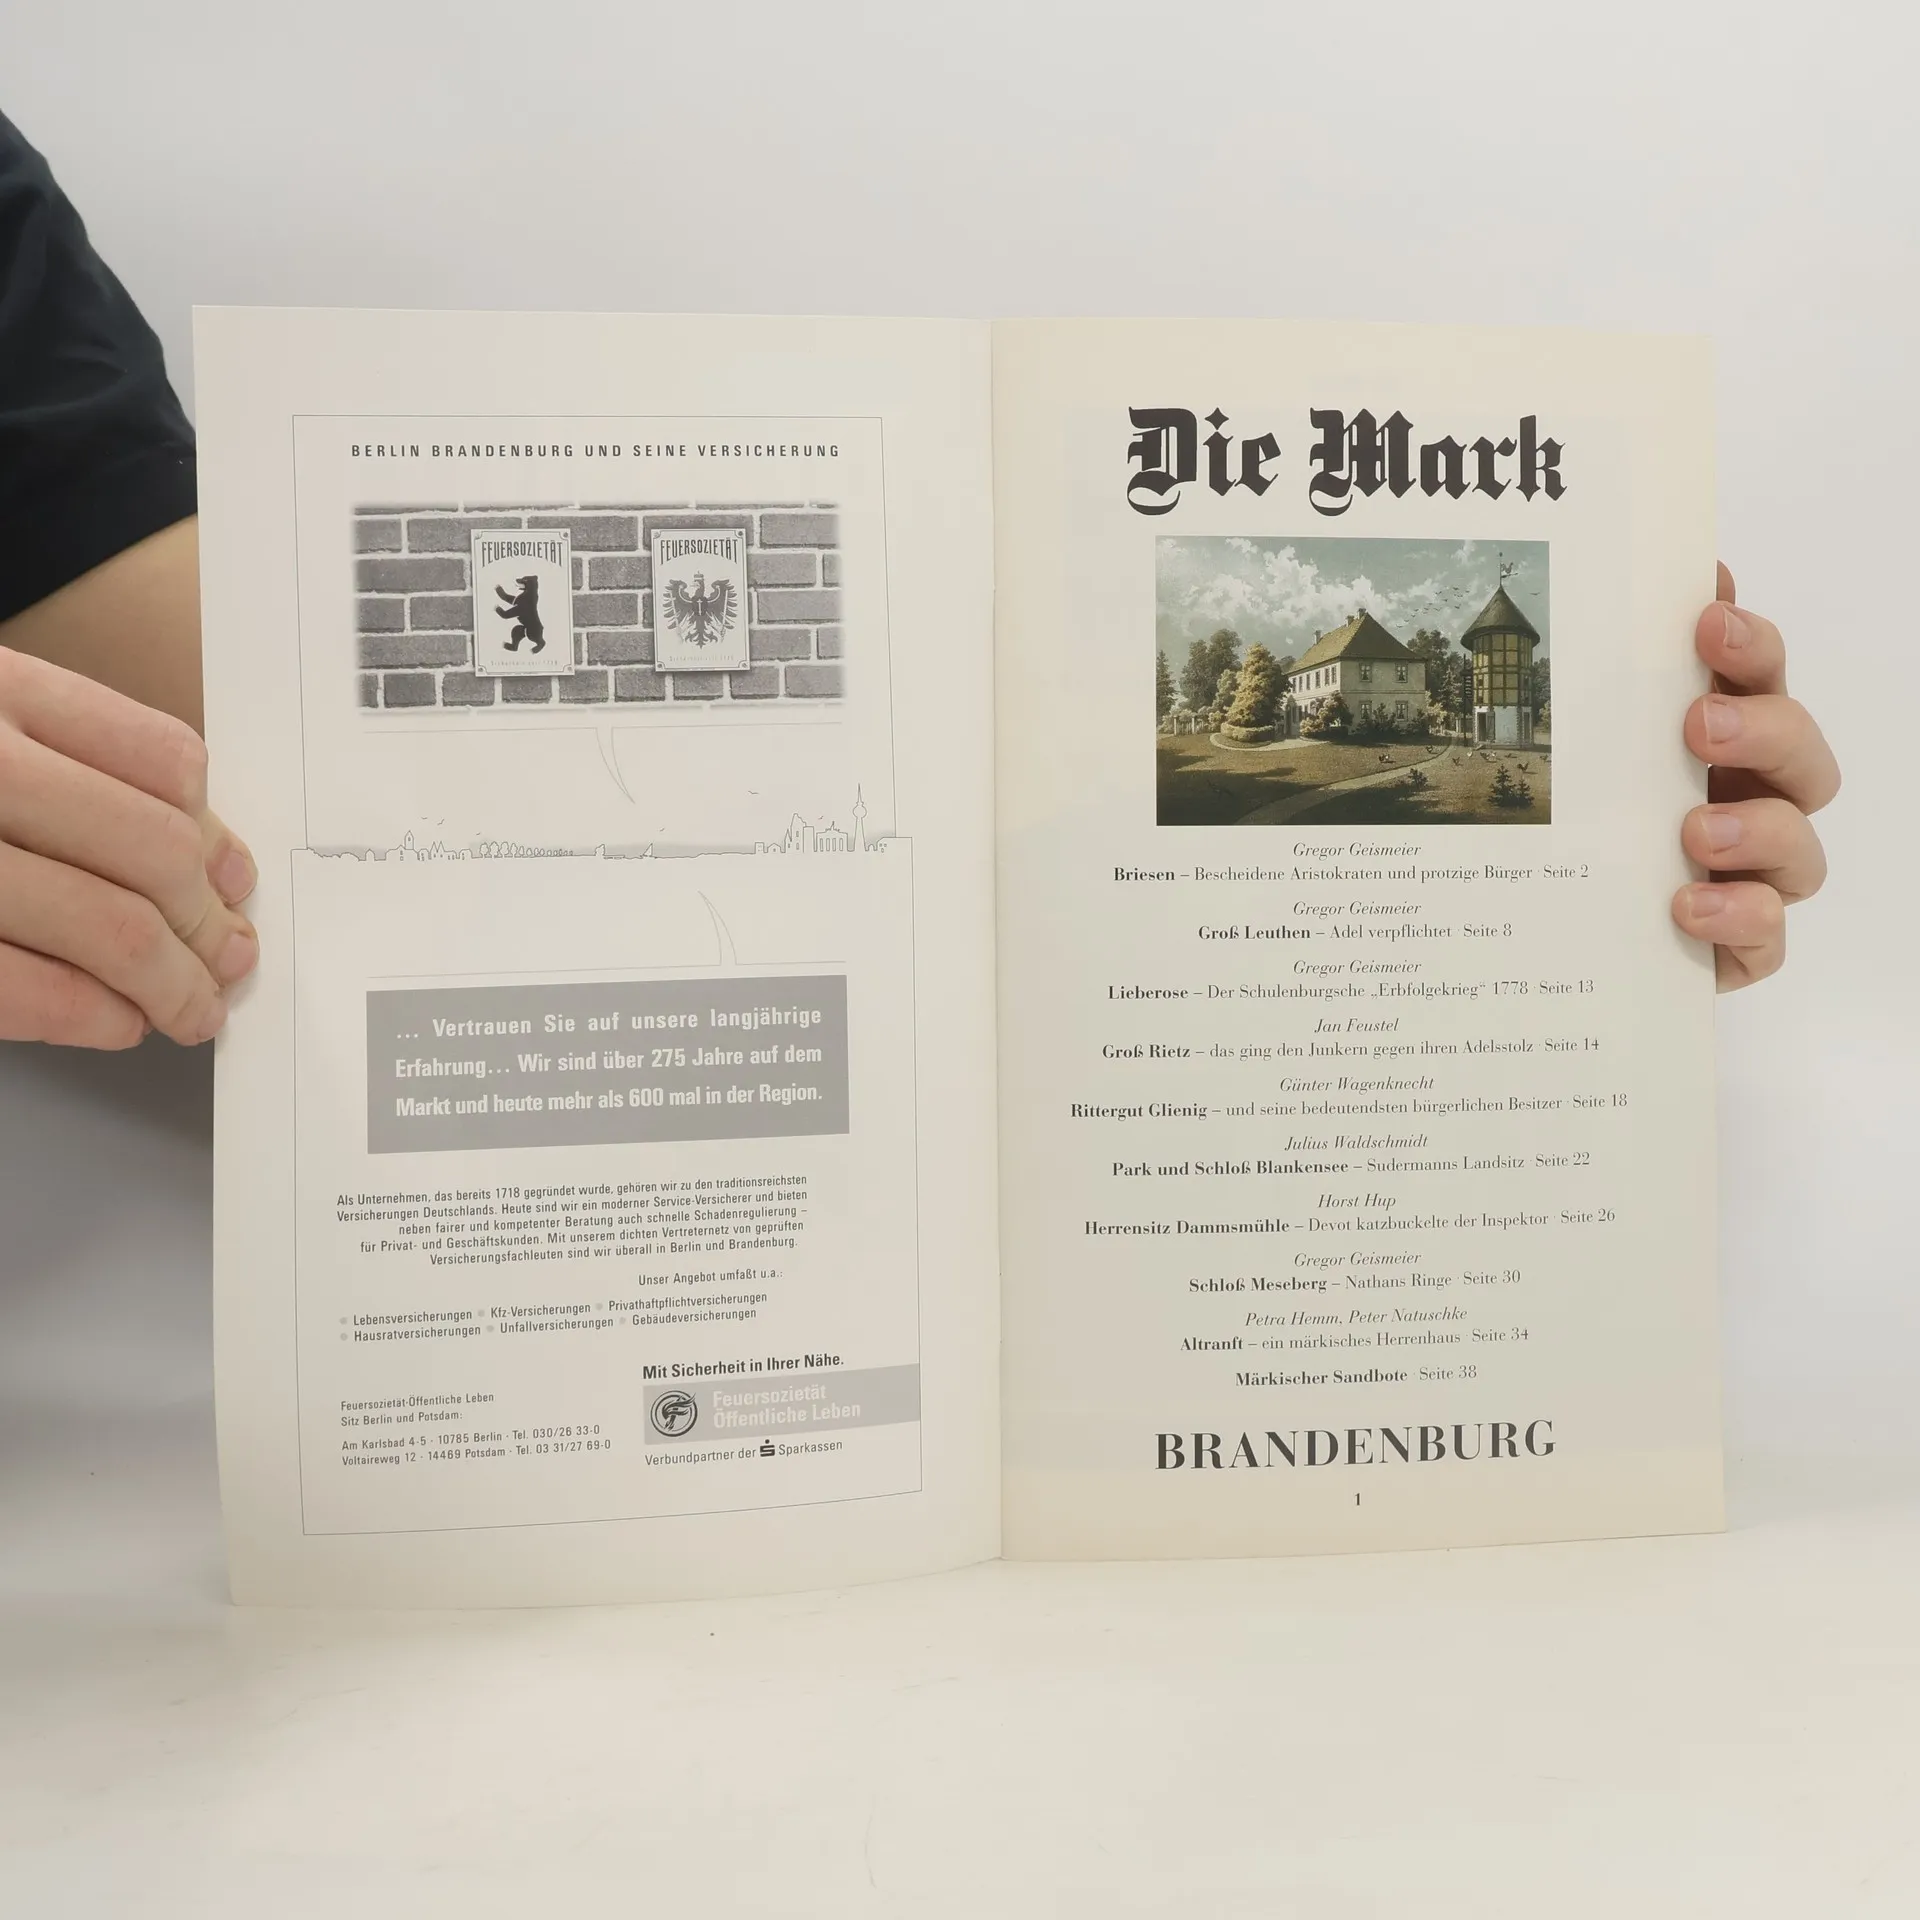 BERLIN BRANDENBURG UND SEINE VERSICHERUNG
FEUERSOZIETÄT
FEUERSOZIETÄT
... Vertrauen Sie auf unsere langjährige
Erfahrung... Wir sind über 275 Jahre auf dem
Markt und heute mehr als 600 mal in der Region.
Als Unternehmen, das bereits 1718 gegründet wurde, gehören wir zu den traditionsreichsten
Versicherungen Deutschlands. Heute sind wir ein moderner Service-Versicherer und bieten
neben fairer und kompetenter Beratung auch schnelle Schadenregulierung –
für Privat- und Geschäftskunden. Mit unserem dichten Vertreternetz von geprüften
Versicherungsfachleuten sind wir überall in Berlin und Brandenburg.
Unser Angebot umfaßt u.a.:
Lebensversicherungen Kfz-Versicherungen Privathaftpflichtversicherungen
Hausratversicherungen Unfallversicherungen Gebäudeversicherungen
Mit Sicherheit in Ihrer Nähe.
Feuersozietät
Öffentliche Leben
Verbundpartner der Sparkassen
Feuersozietät-Öffentliche Leben
Sitz Berlin und Potsdam:
Am Karlsbad 4-5 · 10785 Berlin · Tel. 030/26 33-0
Voltaireweg 12 · 14469 Potsdam · Tel. 03 31/27 69-0
Die Mark
Gregor Geismeier
Briesen – Bescheidene Aristokraten und protzige Bürger · Seite 2
Gregor Geismeier
Groß Leuthen – Adel verpflichtet · Seite 8
Gregor Geismeier
Lieberose – Der Schulenburgsche „Erbfolgekrieg“ 1778 · Seite 13
Jan Feustel
Groß Rietz – das ging den Junkern gegen ihren Adelsstolz · Seite 14
Günter Wagenknecht
Rittergut Glienig – und seine bedeutendsten bürgerlichen Besitzer · Seite 18
Julius Waldschmidt
Park und Schloß Blankensee – Sudermanns Landsitz · Seite 22
Horst Hup
Herrensitz Dammsmühle – Devot katzbuckelte der Inspektor · Seite 26
Gregor Geismeier
Schloß Meseberg – Nathans Ringe · Seite 30
Petra Hemm, Peter Natuschke
Altranft – ein märkisches Herrenhaus · Seite 34
Märkischer Sandbote · Seite 38
BRANDENBURG
1